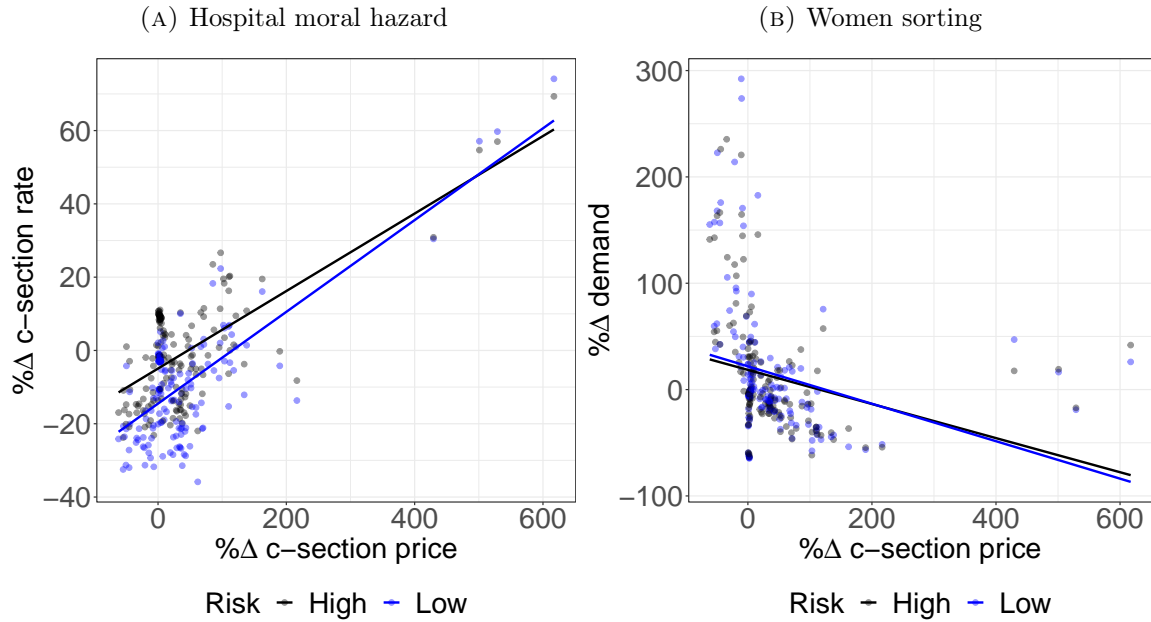 (A) Hospital moral hazard
%Δ c−section rate
60
40
20
0
−20
−40
0
200
400
600
%Δ c−section price
Risk High Low
(B) Women sorting
%Δ demand
300
200
100
0
−100
0
200
400
600
%Δ c−section price
Risk High Low